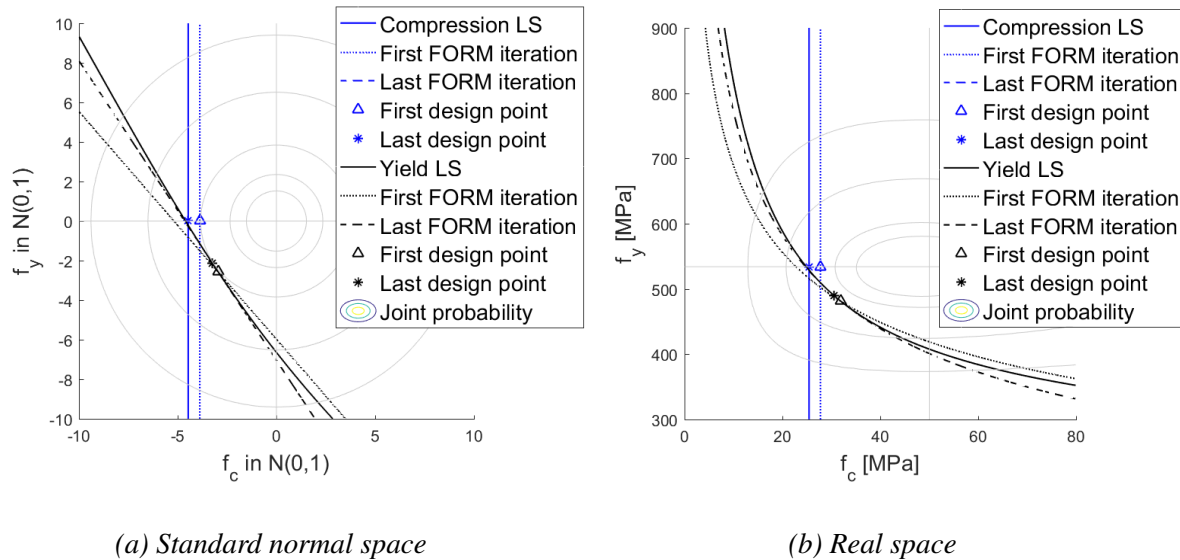 10
8
6
4
2
0
-2
-4
-6
-8
-10
-10
-5
0
5
10
f_y in N(0,1)
f_c in N(0,1)
Compression LS
First FORM iteration
Last FORM iteration
First design point
Last design point
Yield LS
First FORM iteration
Last FORM iteration
First design point
Last design point
Joint probability
(a) Standard normal space
900
800
700
600
500
400
300
0
20
40
60
80
f_y [MPa]
f_c [MPa]
Compression LS
First FORM iteration
Last FORM iteration
First design point
Last design point
Yield LS
First FORM iteration
Last FORM iteration
First design point
Last design point
Joint probability
(b) Real space